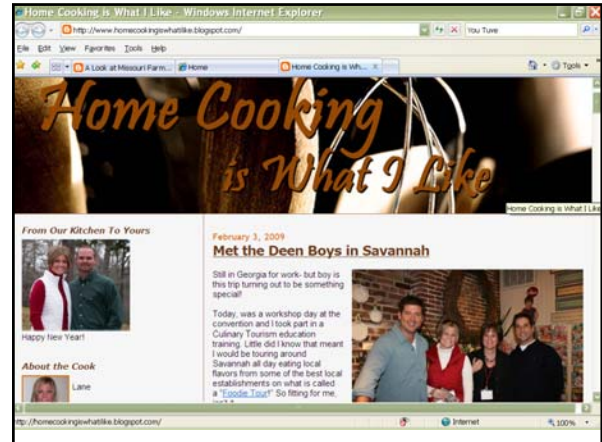 Home Cooking is What I Like - Windows Internet Explorer
http://www.homecookingiswhatilike.blogspot.com/
You Tuve
File Edit View Favorites Tools Help
A Look at Missouri Farm...
Home
Home Cooking is Wh...
Tools
Home Cooking
is What I Like
Home Cooking is What I Like
From Our Kitchen To Yours
Happy New Year!
About the Cook
Lane
February 3, 2009
Met the Deen Boys in Savannah
Still in Georgia for work- but boy is
this trip turning out to be something
special!
Today, was a workshop day at the
convention and I took part in a
Culinary Tourism education
training. Little did I know that meant
I would be touring around
Savannah all day eating local
flavors from some of the best local
establishments on what is called
a "Foodie Tour!" So fitting for me,
http://homecookingiswhatilike.blogspot.com/
Internet
100%